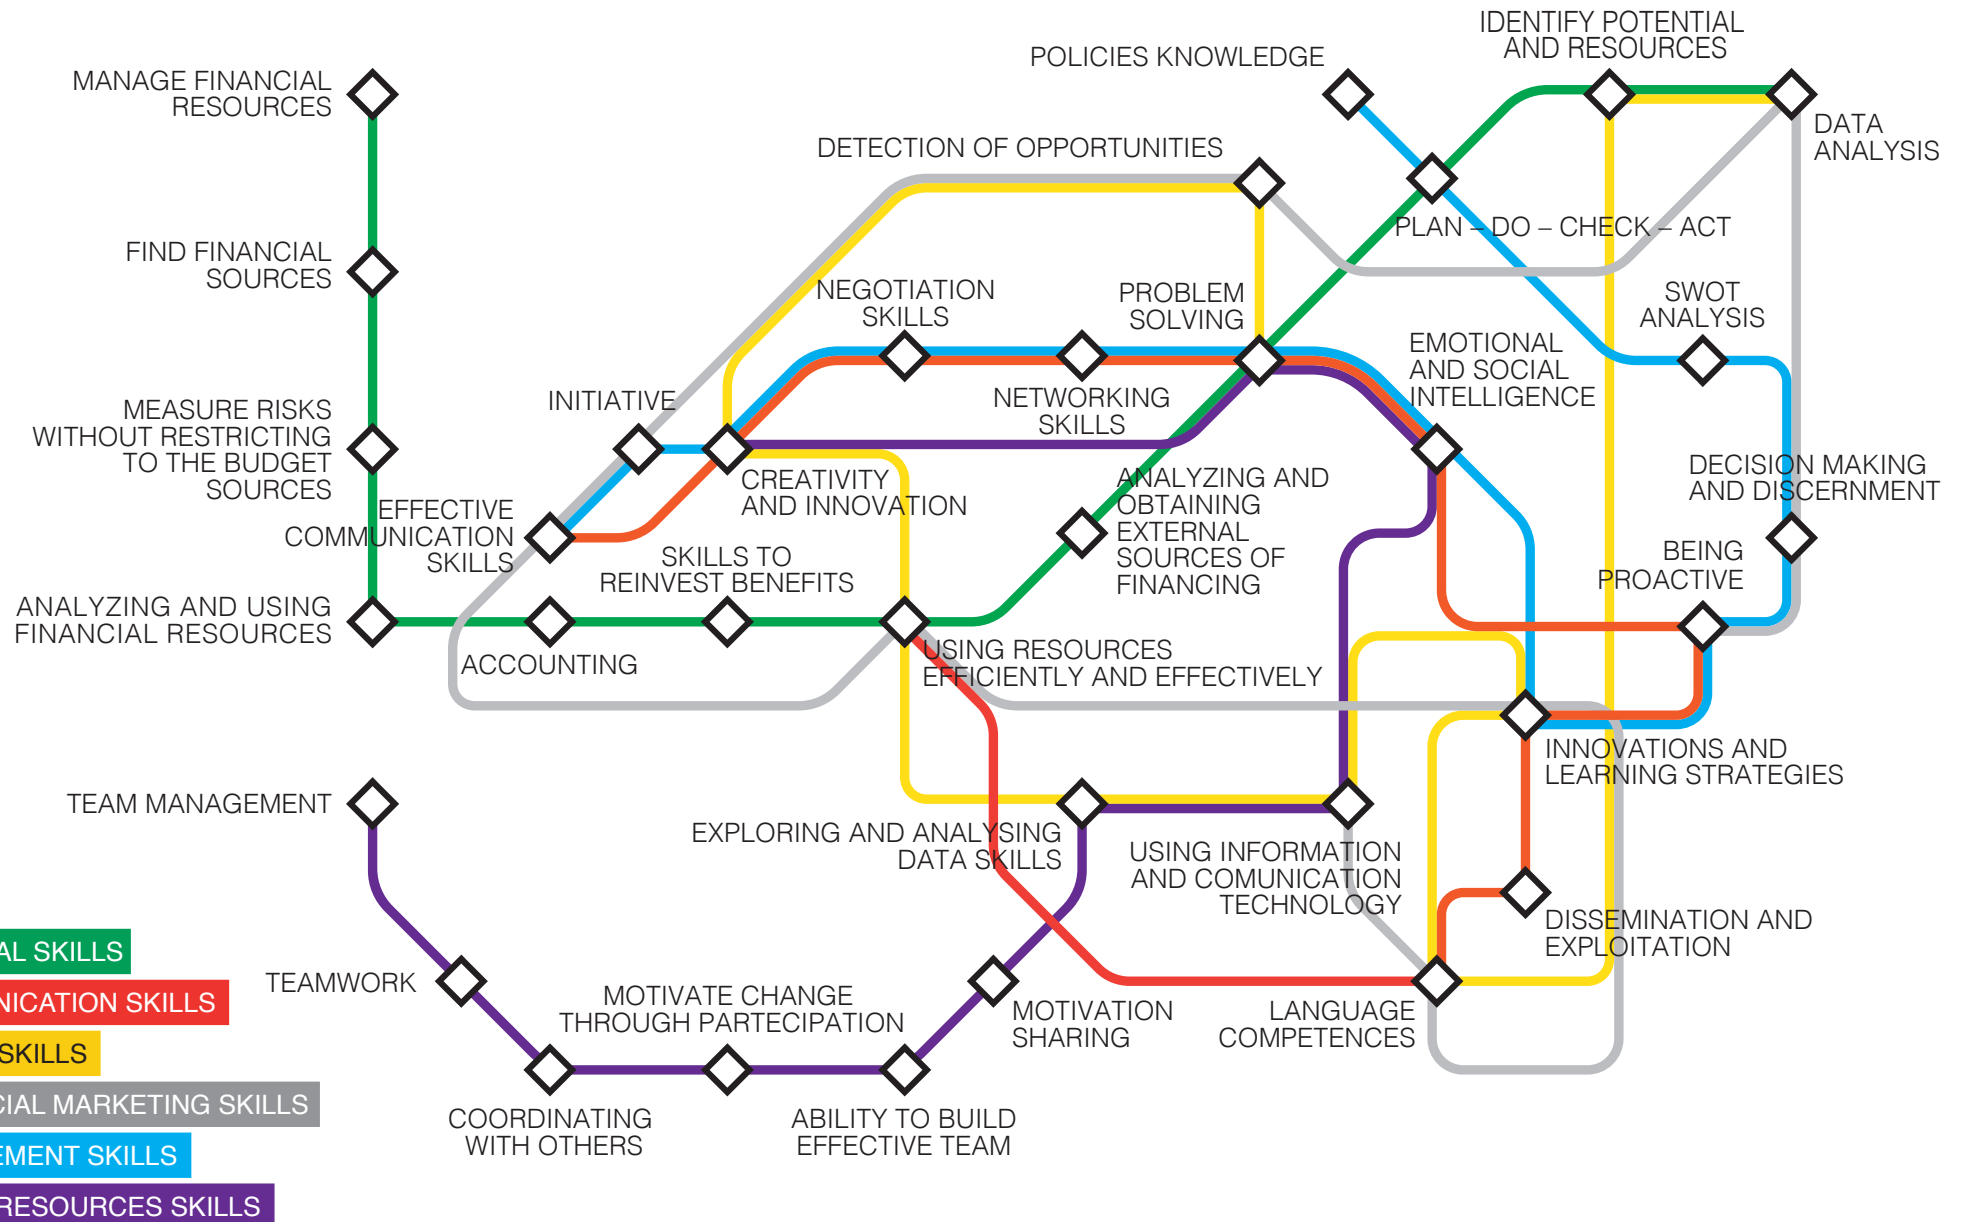 IDENTIFY POTENTIAL
AND RESOURCES
POLICIES KNOWLEDGE
MANAGE FINANCIAL
RESOURCES
DATA
ANALYSIS
DETECTION OF OPPORTUNITIES
PLAN – DO – CHECK – ACT
FIND FINANCIAL
SOURCES
NEGOTIATION
SKILLS
PROBLEM
SOLVING
SWOT
ANALYSIS
EMOTIONAL
AND SOCIAL
INTELLIGENCE
INITIATIVE
NETWORKING
SKILLS
MEASURE RISKS
WITHOUT RESTRICTING
TO THE BUDGET
SOURCES
CREATIVITY
AND INNOVATION
ANALYZING AND
OBTAINING
EXTERNAL
SOURCES OF
FINANCING
DECISION MAKING
AND DISCERNMENT
EFFECTIVE
COMMUNICATION
SKILLS
SKILLS TO
REINVEST BENEFITS
BEING
PROACTIVE
ANALYZING AND USING
FINANCIAL RESOURCES
ACCOUNTING
USING RESOURCES
EFFICIENTLY AND EFFECTIVELY
INNOVATIONS AND
LEARNING STRATEGIES
TEAM MANAGEMENT
EXPLORING AND ANALYSING
DATA SKILLS
USING INFORMATION
AND COMUNICATION
TECHNOLOGY
DISSEMINATION AND
EXPLOITATION
TEAMWORK
MOTIVATE CHANGE
THROUGH PARTECIPATION
MOTIVATION
SHARING
LANGUAGE
COMPETENCES
COORDINATING
WITH OTHERS
ABILITY TO BUILD
EFFECTIVE TEAM
AL SKILLS
NICATION SKILLS
SKILLS
CIAL MARKETING SKILLS
EMENT SKILLS
RESOURCES SKILLS